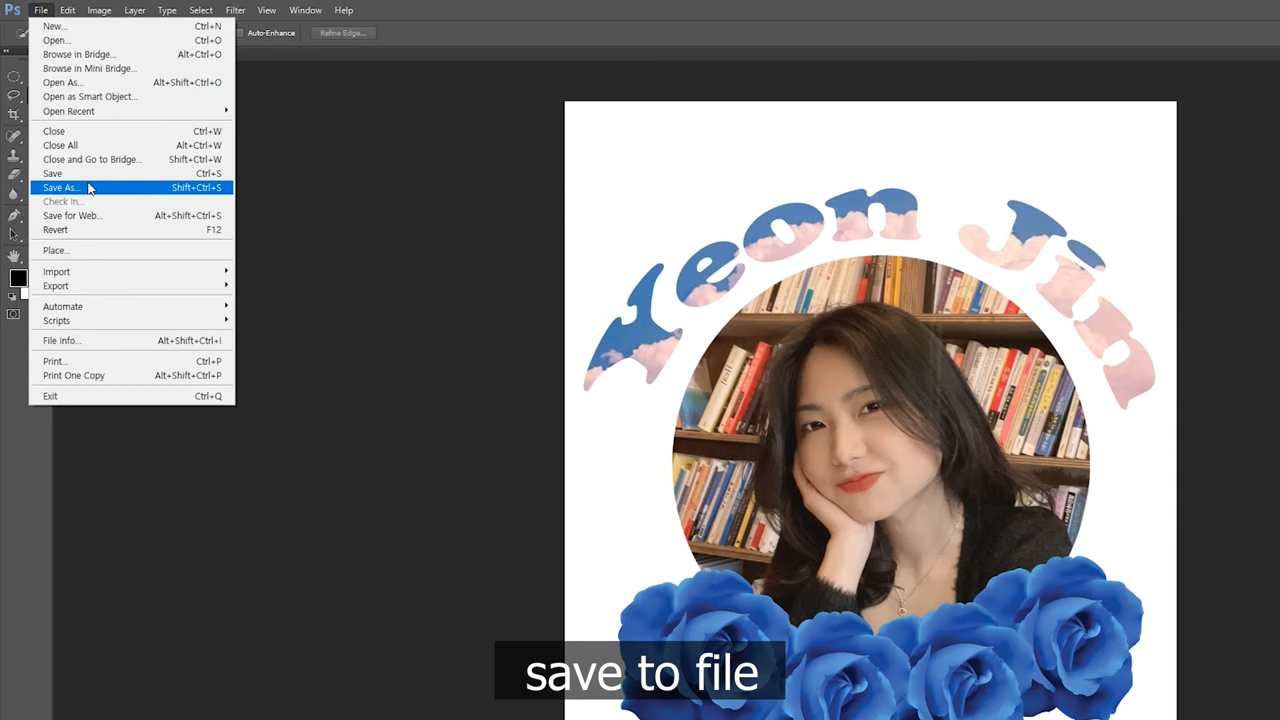 Ps File Edit Image Layer Type Select Filter View Window Help
New... Ctrl+N
Open... Ctrl+O
Browse in Bridge... Alt+Ctrl+O
Browse in Mini Bridge...
Open As... Alt+Shift+Ctrl+O
Open as Smart Object...
Open Recent
Close Ctrl+W
Close All Alt+Ctrl+W
Close and Go to Bridge... Shift+Ctrl+W
Save Ctrl+S
Save As... Shift+Ctrl+S
Check In...
Save for Web... Alt+Shift+Ctrl+S
Revert F12
Place...
Import
Export
Automate
Scripts
File Info... Alt+Shift+Ctrl+I
Print... Ctrl+P
Print One Copy Alt+Shift+Ctrl+P
Exit Ctrl+Q
Auto-Enhance
Refine Edge...
Yeon Jin
save to file